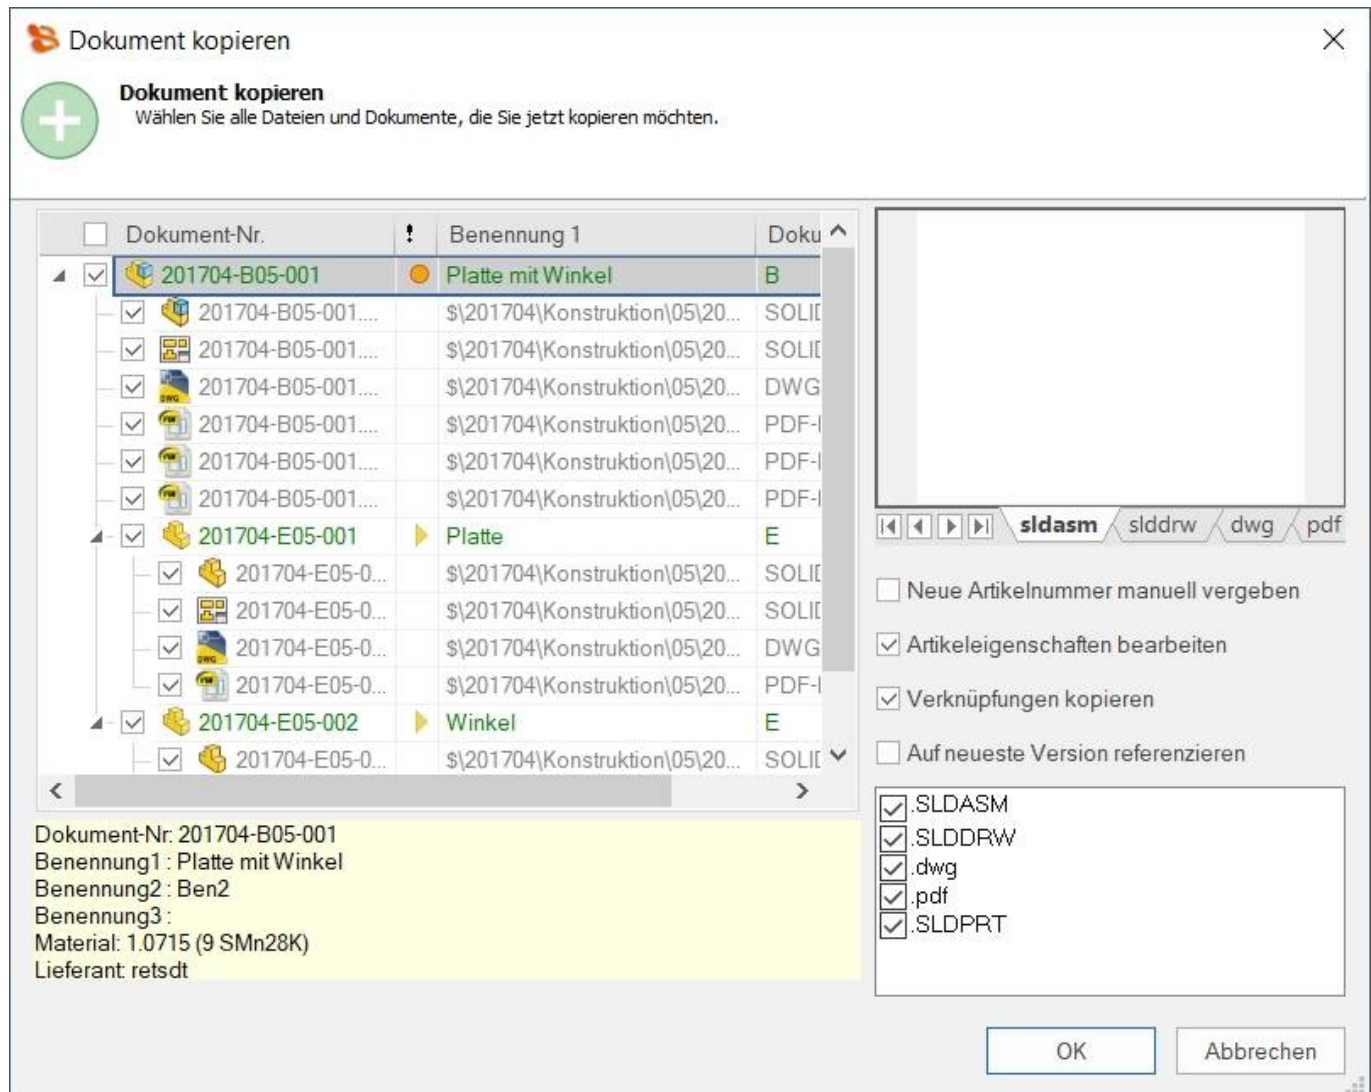 Dokument kopieren
Dokument kopieren
Wählen Sie alle Dateien und Dokumente, die Sie jetzt kopieren möchten.
Dokument-Nr. ! Benennung 1 Doku
201704-B05-001 Platte mit Winkel B
201704-B05-001.... $\201704\Konstruktion\05\20... SOLID
201704-B05-001.... $\201704\Konstruktion\05\20... SOLID
201704-B05-001.... $\201704\Konstruktion\05\20... DWG
201704-B05-001.... $\201704\Konstruktion\05\20... PDF-
201704-B05-001.... $\201704\Konstruktion\05\20... PDF-
201704-B05-001.... $\201704\Konstruktion\05\20... PDF-
201704-E05-001 Platte E
201704-E05-0... $\201704\Konstruktion\05\20... SOLID
201704-E05-0... $\201704\Konstruktion\05\20... SOLID
201704-E05-0... $\201704\Konstruktion\05\20... DWG
201704-E05-0... $\201704\Konstruktion\05\20... PDF-
201704-E05-002 Winkel E
201704-E05-0... $\201704\Konstruktion\05\20... SOLID
Dokument-Nr: 201704-B05-001
Benennung1 : Platte mit Winkel
Benennung2 : Ben2
Benennung3 :
Material: 1.0715 (9 SMn28K)
Lieferant: retsdt
sldasm slddrw dwg pdf
Neue Artikelnummer manuell vergeben
Artikeleigenschaften bearbeiten
Verknüpfungen kopieren
Auf neueste Version referenzieren
.SLDASM
.SLDDRW
.dwg
.pdf
.SLDPRT
OK Abbrechen